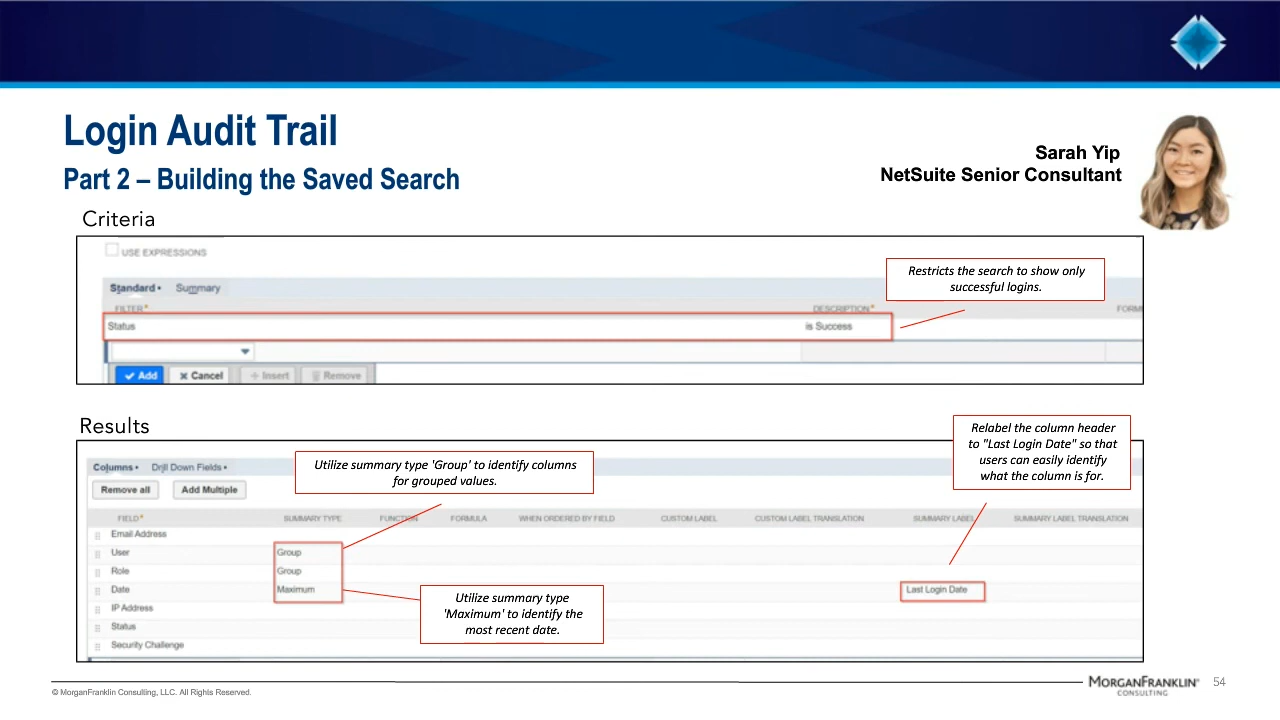 Login Audit Trail
Part 2 – Building the Saved Search
Sarah Yip
NetSuite Senior Consultant
Criteria
USE EXPRESSIONS
Restricts the search to show only
successful logins.
Standard • Summary
FILTER* DESCRIPTION* FORM
Status is Success
Add Cancel Insert Remove
Results
Relabel the column header
to "Last Login Date" so that
users can easily identify
what the column is for.
Utilize summary type 'Group' to identify columns
for grouped values.
Columns • Drill Down Fields •
Remove all Add Multiple
FIELD* SUMMARY TYPE FUNCTION FORMULA WHEN ORDERED BY FIELD CUSTOM LABEL CUSTOM LABEL TRANSLATION SUMMARY LABEL SUMMARY LABEL TRANSLATION
Email Address
User Group
Role Group
Date Maximum Last Login Date
IP Address
Status
Security Challenge
Utilize summary type
'Maximum' to identify the
most recent date.
© MorganFranklin Consulting, LLC. All Rights Reserved.
MORGANFRANKLIN
CONSULTING
54